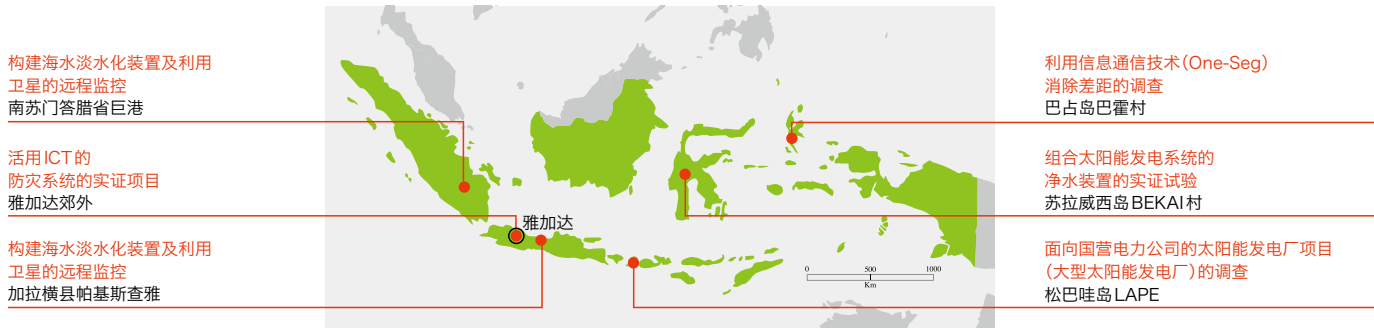 构建海水淡水化装置及利用
卫星的远程监控
南苏门答腊省巨港
活用ICT的
防灾系统的实证项目
雅加达郊外
构建海水淡水化装置及利用
卫星的远程监控
加拉横县帕基斯查雅
雅加达
0 500 1000
Km
利用信息通信技术(One-Seg)
消除差距的调查
巴占岛巴霍村
组合太阳能发电系统的
净水装置的实证试验
苏拉威西岛BEKAI村
面向国营电力公司的太阳能发电厂项目
(大型太阳能发电厂)的调查
松巴哇岛LAPE